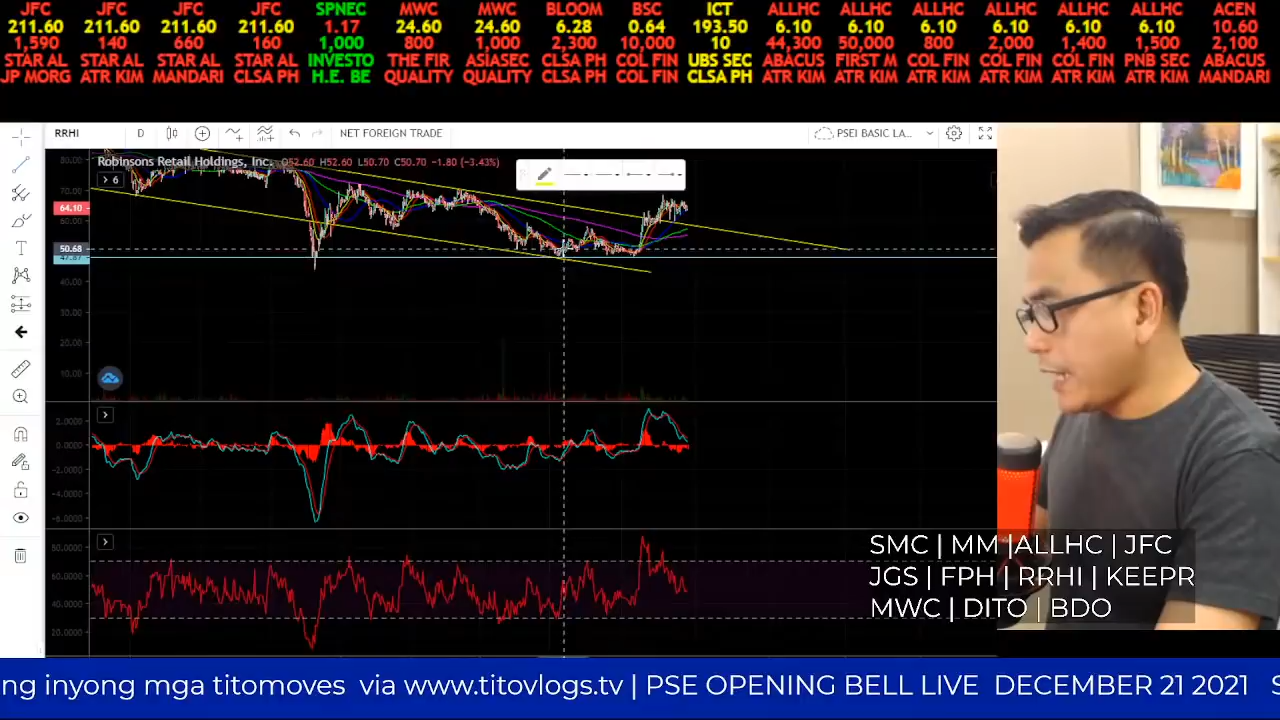 JFC JFC JFC JFC SPNEC MWC MWC BLOOM BSC ICT ALLHC ALLHC ALLHC ALLHC ALLHC ALLHC ACEN
211.60 211.60 211.60 211.60 1.17 24.60 24.60 6.28 0.64 193.50 6.10 6.10 6.10 6.10 6.10 6.10 10.60
1,590 140 660 160 1,000 800 1,000 2,300 10,000 10 44,300 50,000 800 2,000 1,400 1,500 2,100
STAR AL STAR AL STAR AL STAR AL INVESTO THE FIR ASIASEC CLSA PH COL FIN UBS SEC ABACUS FIRST M COL FIN COL FIN COL FIN PNB SEC ABACUS
JP MORG ATR KIM MANDARI CLSA PH H.E. BE QUALITY QUALITY CLSA PH COL FIN CLSA PH ATR KIM ATR KIM ATR KIM ATR KIM ATR KIM ATR KIM MANDARI
RRHI D NET FOREIGN TRADE PSEI BASIC LA...
80.00 Robinsons Retail Holdings, Inc. O52.60 H52.60 L50.70 C50.70 −1.80 (−3.43%)
6
70.00
64.10
60.00
50.68
47.87
40.00
30.00
20.00
10.00
2.0000
0.0000
−2.0000
−4.0000
−6.0000
80.0000
60.0000
40.0000
20.0000
SMC | MM |ALLHC | JFC
JGS | FPH | RRHI | KEEPR
MWC | DITO | BDO
ng inyong mga titomoves via www.titovlogs.tv | PSE OPENING BELL LIVE DECEMBER 21 2021 S